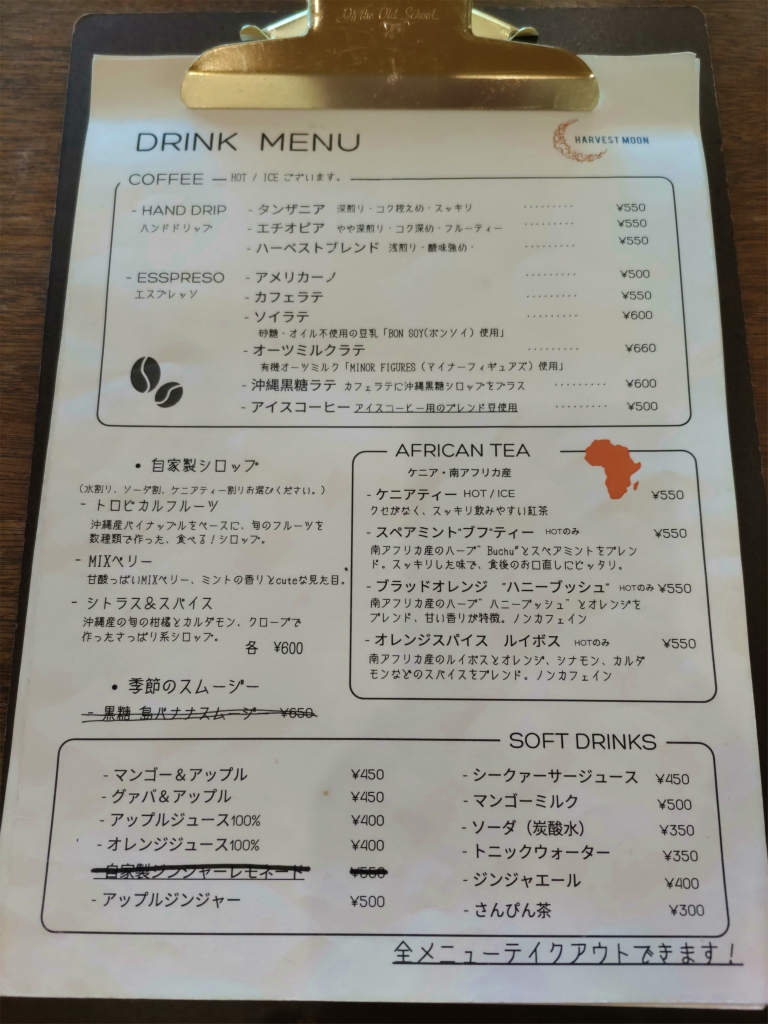 Of the Old School
DRINK MENU
HARVEST MOON
COFFEE HOT / ICE ございます。
- HAND DRIP - タンザニア 深煎り・コク控えめ・スッキリ ········· ¥550
ハンドドリップ - エチオピア やや深煎り・コク深め・フルーティー ········· ¥550
- ハーベストブレンド 浅煎り・酸味強め・ ········· ¥550
- ESSPRESO - アメリカーノ ········· ¥500
エスプレッソ - カフェラテ ········· ¥550
- ソイラテ ········· ¥600
砂糖・オイル不使用の豆乳「BON SOY(ボンソイ) 使用」
- オーツミルクラテ ········· ¥660
有機オーツミルク「MINOR FIGURES (マイナーフィギュアズ) 使用」
- 沖縄黒糖ラテ カフェラテに沖縄黒糖シロップをプラス ········· ¥600
- アイスコーヒー アイスコーヒー用のブレンド豆使用 ········· ¥500
• 自家製シロップ
(水割り、ソーダ割、ケニアティー割りお選びください。)
- トロピカルフルーツ
沖縄産パイナップルをベースに、旬のフルーツを
数種類で作った、食べる!シロップ。
- MIXベリー
甘酸っぱいMIXベリー、ミントの香りとcuteな見た目。
- シトラス&スパイス
沖縄産の旬の柑橘とカルダモン、クローブで
作ったさっぱり系シロップ。
各 ¥600
• 季節のスムージー
- 黒糖 島バナナスムージー ¥650
AFRICAN TEA
ケニア・南アフリカ産
- ケニアティー HOT / ICE ¥550
クセがなく、スッキリ飲みやすい紅茶
- スペアミント"ブフ"ティー HOTのみ ¥550
南アフリカ産のハーブ" Buchu"とスペアミントをブレン
ド。スッキリした味で、食後のお口直しにピッタリ。
- ブラッドオレンジ "ハニーブッシュ" HOTのみ ¥550
南アフリカ産のハーブ" ハニーブッシュ" とオレンジを
ブレンド、甘い香りが特徴。ノンカフェイン
- オレンジスパイス ルイボス HOTのみ ¥550
南アフリカ産のルイボスとオレンジ、シナモン、カルダ
モンなどのスパイスをブレンド。ノンカフェイン
SOFT DRINKS
- マンゴー&アップル ¥450
- グァバ&アップル ¥450
- アップルジュース100% ¥400
- オレンジジュース100% ¥400
- 自家製ジンジャーレモネード ¥550
- アップルジンジャー ¥500
- シークァーサージュース ¥450
- マンゴーミルク ¥500
- ソーダ (炭酸水) ¥350
- トニックウォーター ¥350
- ジンジャエール ¥400
- さんぴん茶 ¥300
全メニューテイクアウトできます!